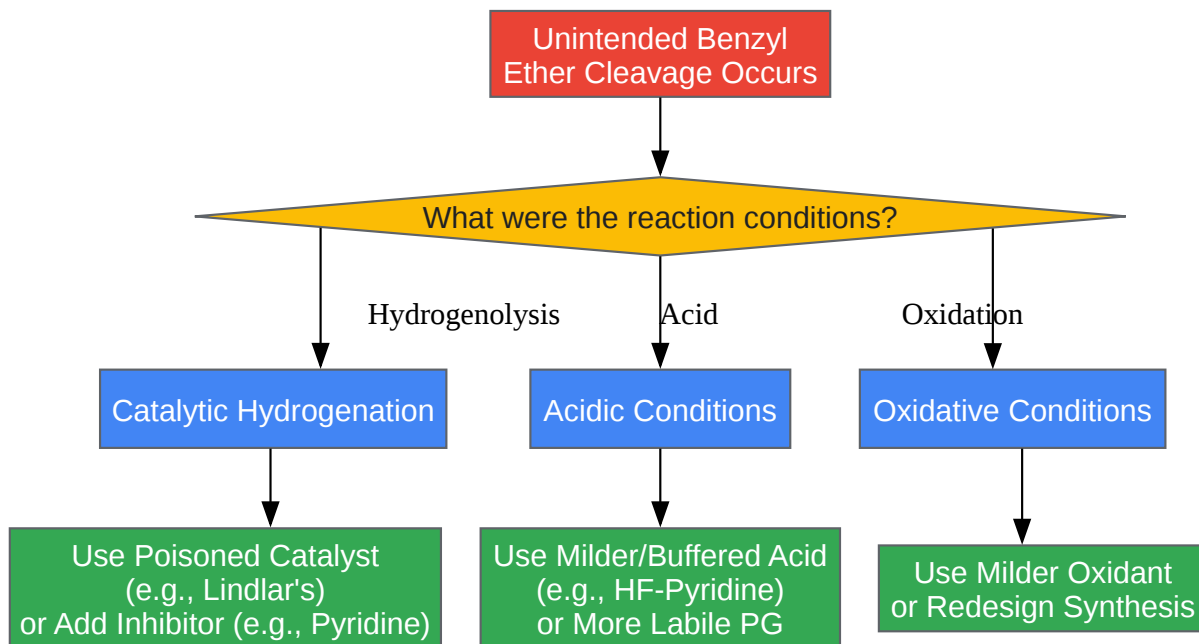 Unintended Benzyl
Ether Cleavage Occurs
What were the reaction conditions?
Hydrogenolysis
Acid
Oxidation
Catalytic Hydrogenation
Acidic Conditions
Oxidative Conditions
Use Poisoned Catalyst
(e.g., Lindlar's)
or Add Inhibitor (e.g., Pyridine)
Use Milder/Buffered Acid
(e.g., HF-Pyridine)
or More Labile PG
Use Milder Oxidant
or Redesign Synthesis